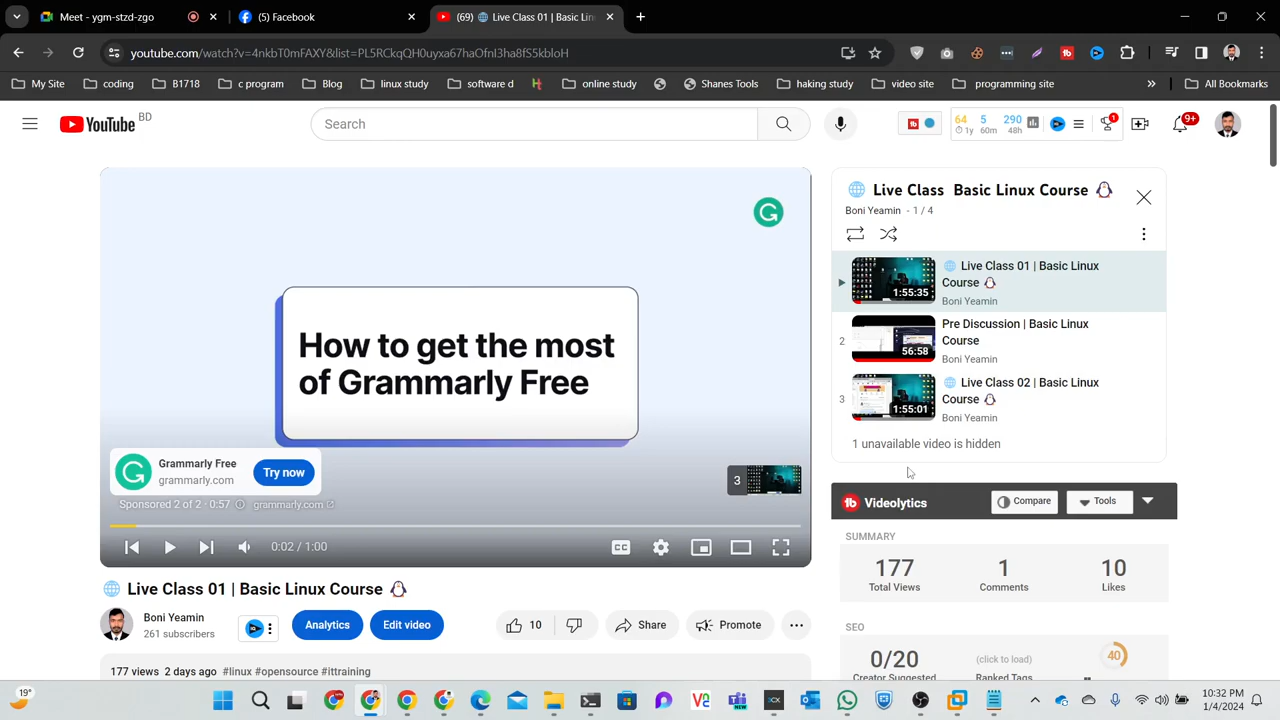 Meet - ygm-stzd-zgo
(5) Facebook
(69) 🌐 Live Class 01 | Basic Lin
youtube.com/watch?v=4nkbT0mFAXY&list=PL5RCkgQH0uyxa67haOfnI3ha8fS5kbIoH
My Site
coding
B1718
c program
Blog
linux study
software d
online study
Shanes Tools
haking study
video site
programming site
»
All Bookmarks
YouTube BD
Search
64 5 290
1y 60m 48h
1
9+
How to get the most
of Grammarly Free
Grammarly Free
grammarly.com
Try now
3
Sponsored 2 of 2 · 0:57
grammarly.com
CC
0:02 / 1:00
🌐 Live Class 01 | Basic Linux Course 🐧
Boni Yeamin
261 subscribers
Analytics
Edit video
10
Share
Promote
177 views 2 days ago #linux #opensource #ittraining
🌐 Live Class Basic Linux Course 🐧
Boni Yeamin - 1 / 4
1:55:35
🌐 Live Class 01 | Basic Linux
Course 🐧
Boni Yeamin
2
56:58
Pre Discussion | Basic Linux
Course
Boni Yeamin
3
1:55:01
🌐 Live Class 02 | Basic Linux
Course 🐧
Boni Yeamin
1 unavailable video is hidden
tb Videolytics
Compare
Tools
SUMMARY
177
Total Views
1
Comments
10
Likes
SEO
0/20
Creator Suggested
(click to load)
Ranked Tags
40
19°
10:32 PM
1/4/2024